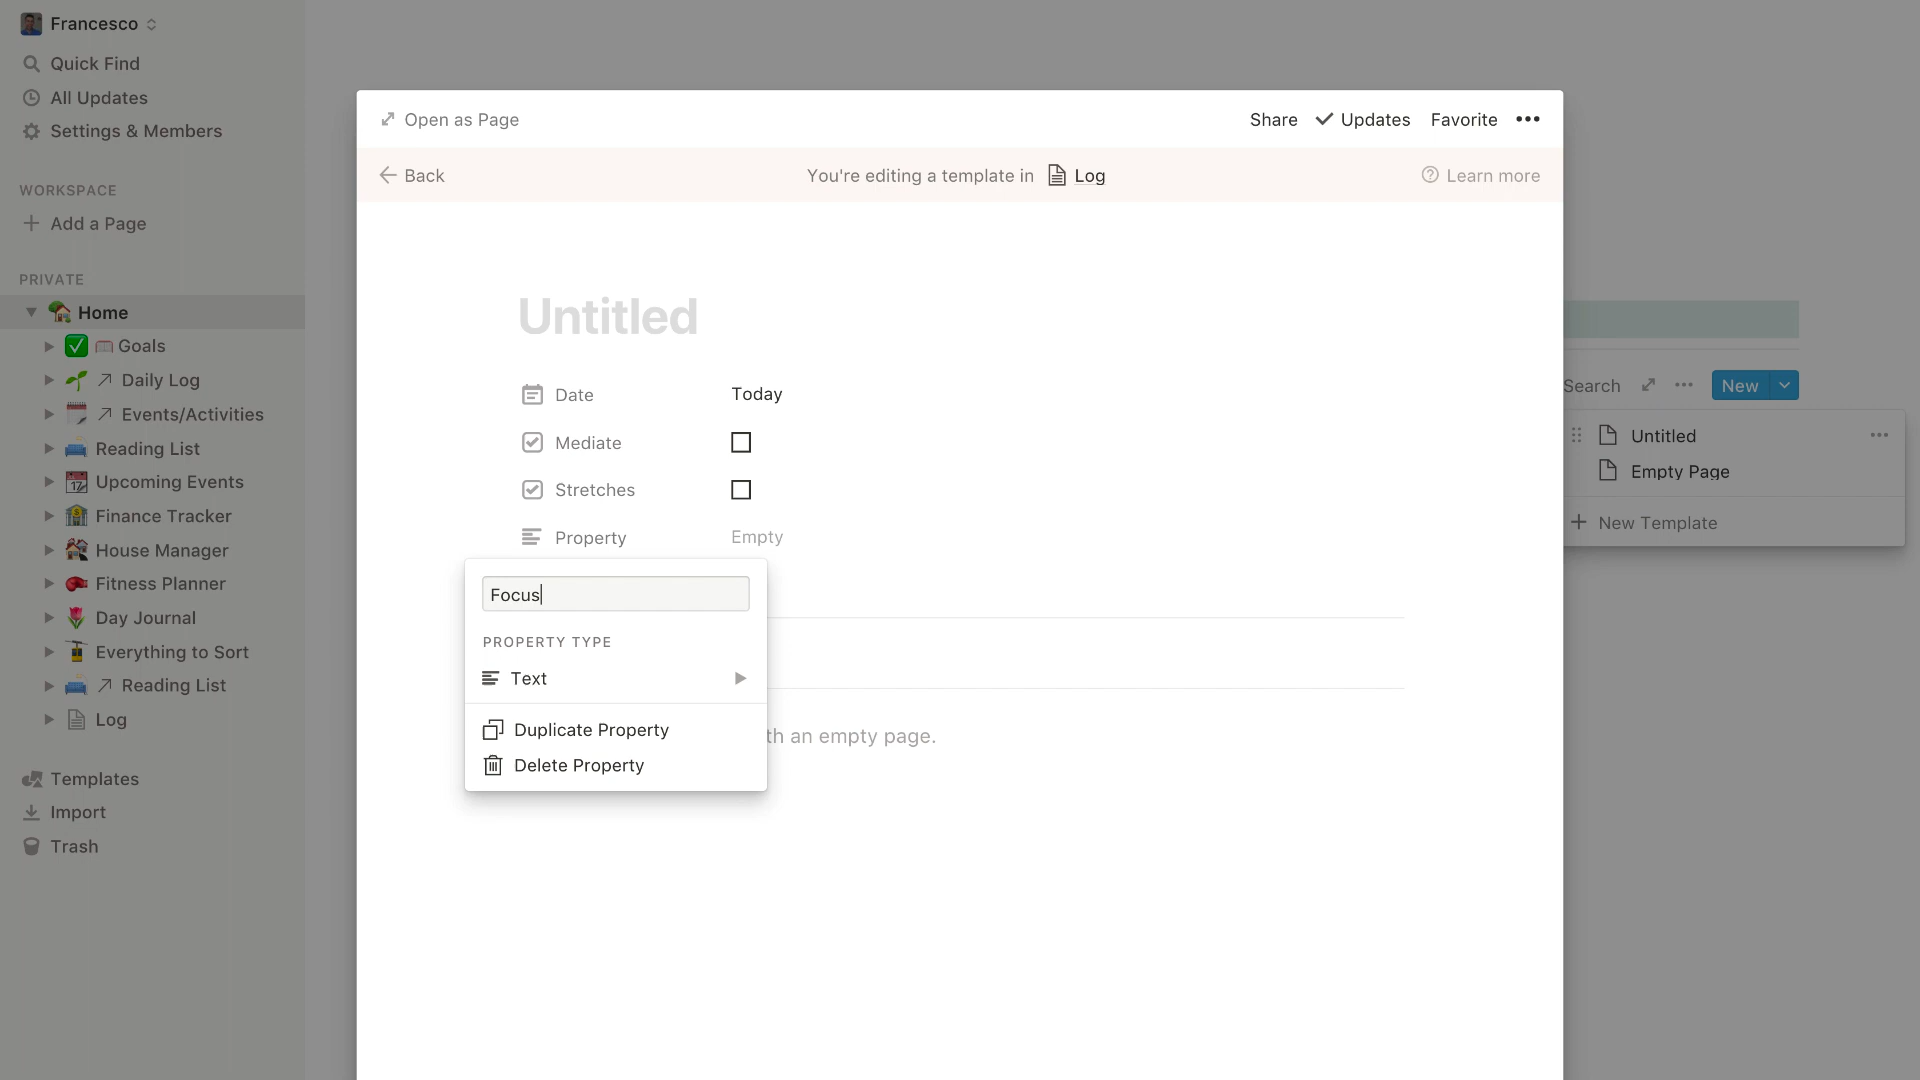 Francesco
Quick Find
All Updates
Settings & Members
WORKSPACE
Add a Page
PRIVATE
Home
Goals
Daily Log
Events/Activities
Reading List
Upcoming Events
Finance Tracker
House Manager
Fitness Planner
Day Journal
Everything to Sort
Reading List
Log
Templates
Import
Trash
Open as Page
Share Updates Favorite •••
Back
You're editing a template in Log
Learn more
Untitled
Date Today
Mediate
Stretches
Property Empty
Focus
PROPERTY TYPE
Text
Duplicate Property
Delete Property
th an empty page.
Search New
Untitled
Empty Page
New Template